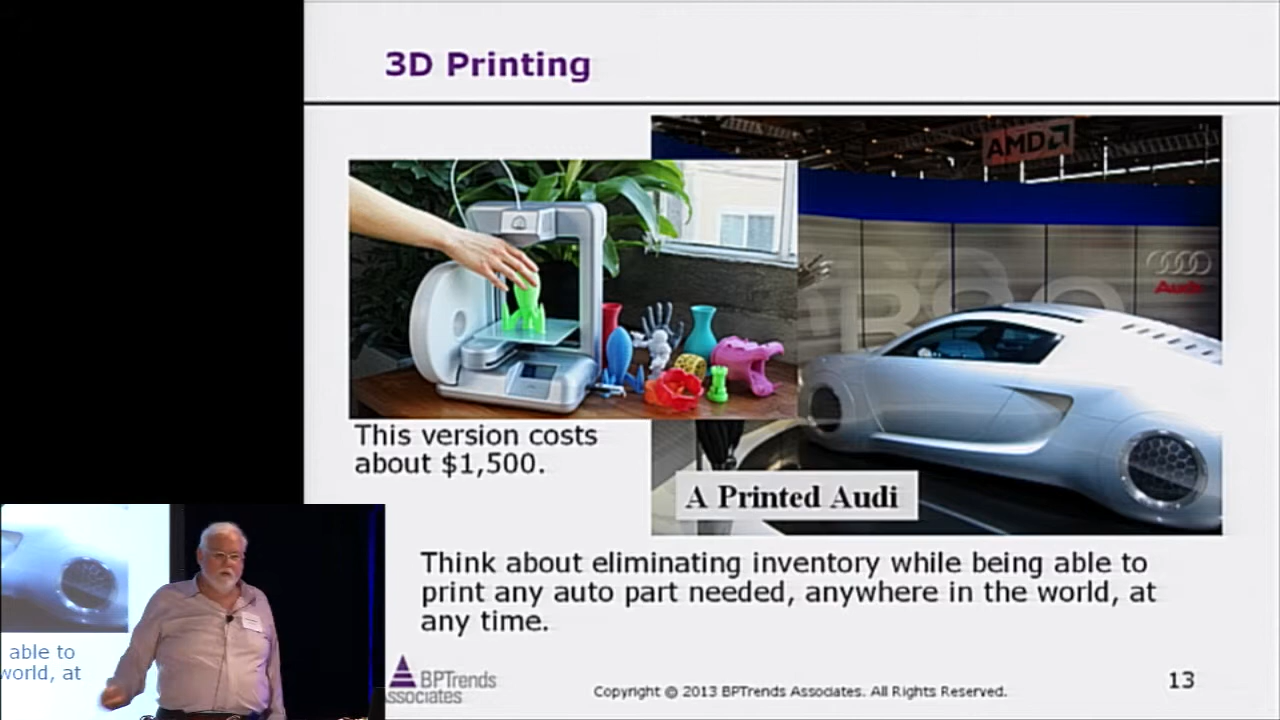 3D Printing
AMD
Audi
This version costs
about $1,500.
A Printed Audi
Think about eliminating inventory while being able to
print any auto part needed, anywhere in the world, at
any time.
able to
world, at
BPTrends
Associates
Copyright © 2013 BPTrends Associates. All Rights Reserved.
13